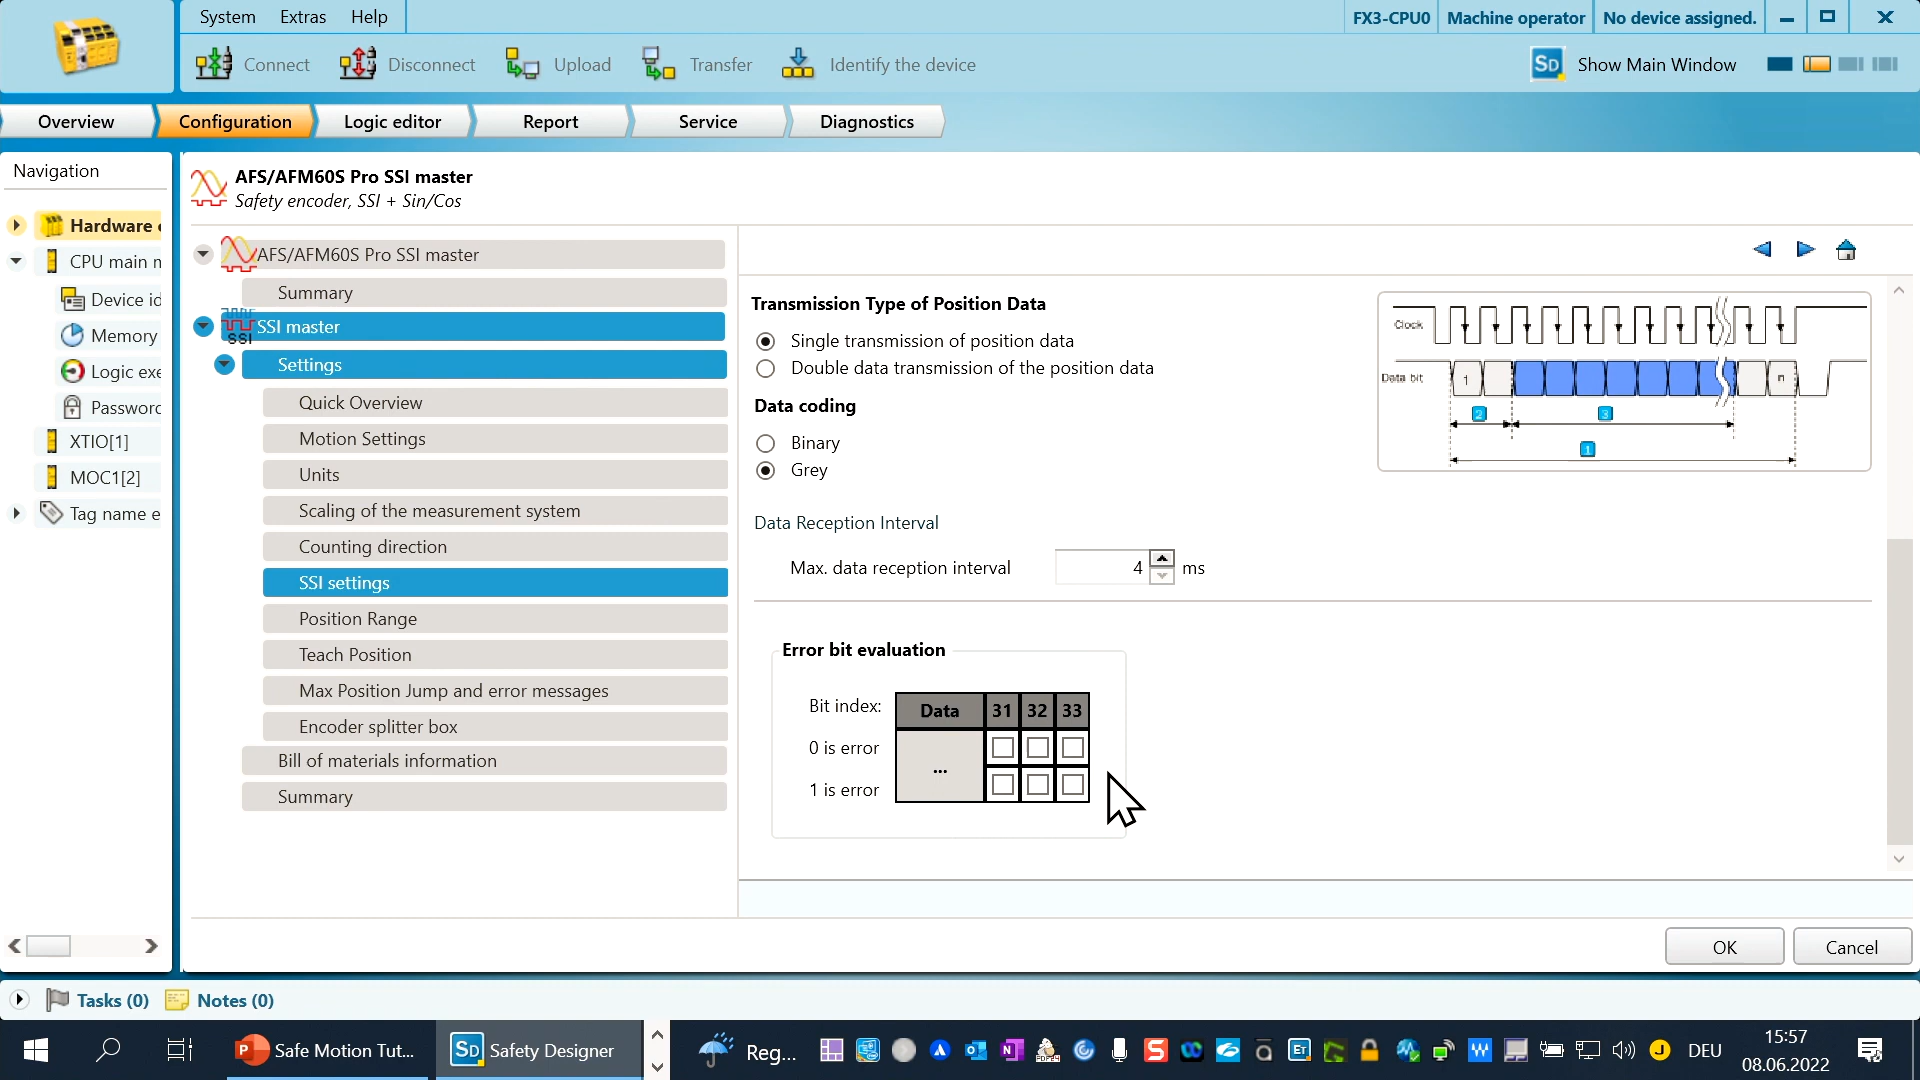 System Extras Help
FX3-CPU0 Machine operator No device assigned.
Connect Disconnect Upload Transfer Identify the device
SD Show Main Window
Overview Configuration Logic editor Report Service Diagnostics
Navigation
Hardware c
CPU main n
Device id
Memory
Logic exe
Password
XTIO[1]
MOC1[2]
Tag name e
AFS/AFM60S Pro SSI master
Safety encoder, SSI + Sin/Cos
AFS/AFM60S Pro SSI master
Summary
SSI master
SSI
Settings
Quick Overview
Motion Settings
Units
Scaling of the measurement system
Counting direction
SSI settings
Position Range
Teach Position
Max Position Jump and error messages
Encoder splitter box
Bill of materials information
Summary
Transmission Type of Position Data
Single transmission of position data
Double data transmission of the position data
Data coding
Binary
Grey
Data Reception Interval
Max. data reception interval 4 ms
Clock
Data bit 1 n
2 3
1
Error bit evaluation
Bit index: Data 31 32 33
0 is error
...
1 is error
OK Cancel
Tasks (0) Notes (0)
Safe Motion Tut... SD Safety Designer Reg... DEU 15:57
08.06.2022